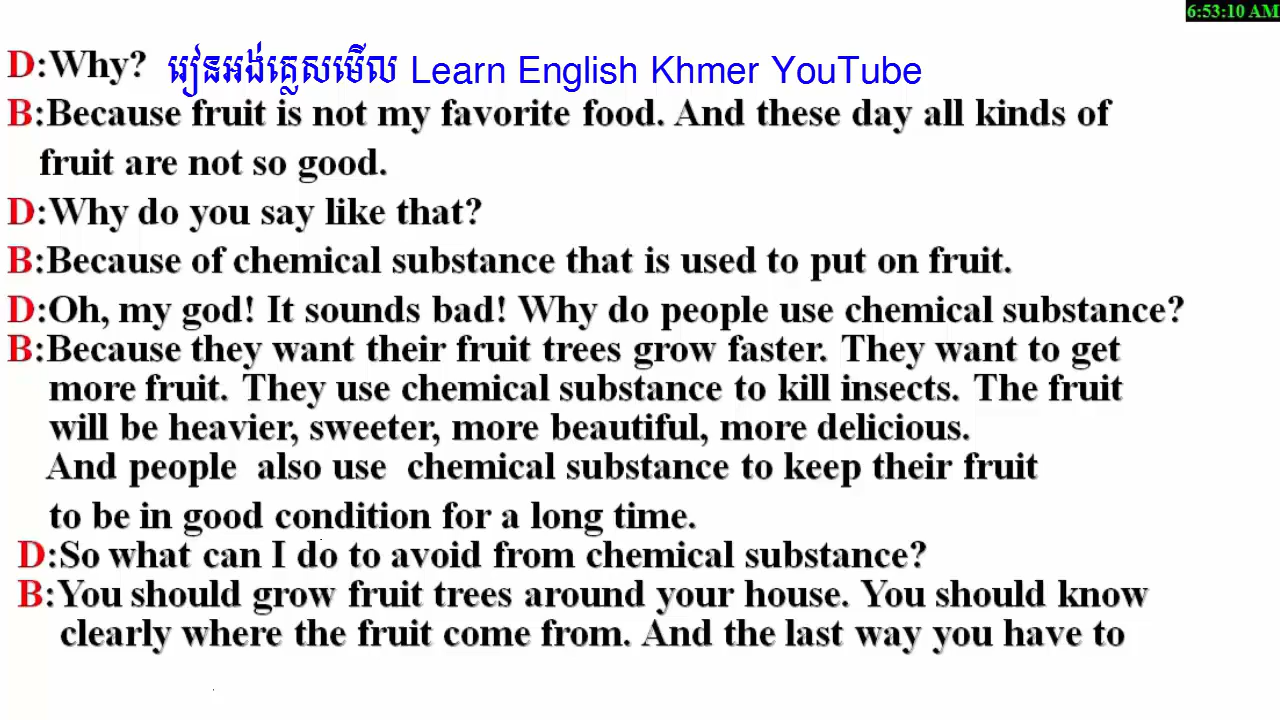 6:53:10 AM
D:Why? រៀនអង់គ្លេសមើល Learn English Khmer YouTube
B:Because fruit is not my favorite food. And these day all kinds of
fruit are not so good.
D:Why do you say like that?
B:Because of chemical substance that is used to put on fruit.
D:Oh, my god! It sounds bad! Why do people use chemical substance?
B:Because they want their fruit trees grow faster. They want to get
more fruit. They use chemical substance to kill insects. The fruit
will be heavier, sweeter, more beautiful, more delicious.
And people also use chemical substance to keep their fruit
to be in good condition for a long time.
D:So what can I do to avoid from chemical substance?
B:You should grow fruit trees around your house. You should know
clearly where the fruit come from. And the last way you have to